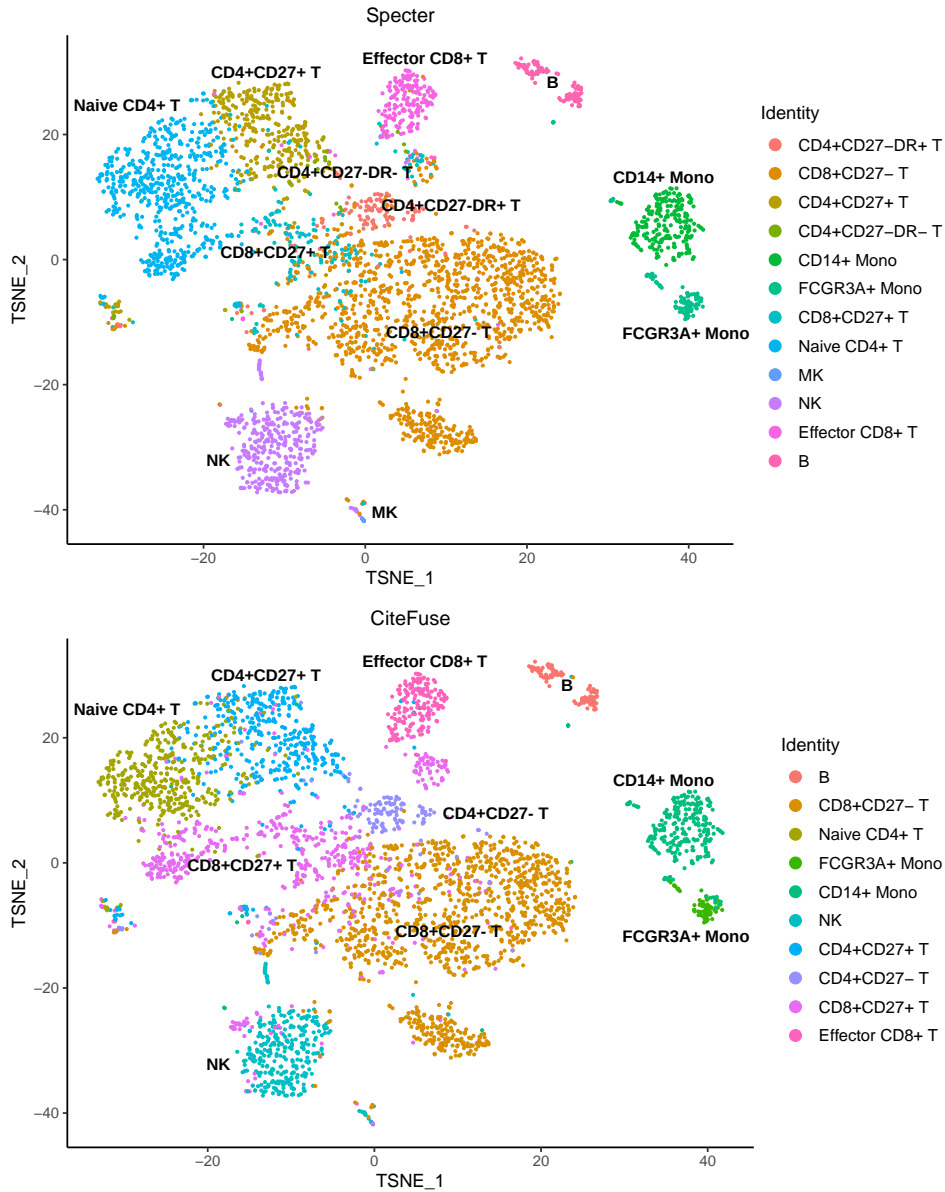 Specter
Effector CD8+ T
CD4+CD27+ T
B
Naive CD4+ T
20
CD4+CD27-DR- T
CD14+ Mono
CD4+CD27-DR+ T
CD8+CD27+ T
0
TSNE_2
CD8+CD27- T
FCGR3A+ Mono
−20
NK
MK
−40
−20
0
20
40
TSNE_1
Identity
CD4+CD27−DR+ T
CD8+CD27− T
CD4+CD27+ T
CD4+CD27−DR− T
CD14+ Mono
FCGR3A+ Mono
CD8+CD27+ T
Naive CD4+ T
MK
NK
Effector CD8+ T
B
CiteFuse
Effector CD8+ T
CD4+CD27+ T
B
Naive CD4+ T
20
CD14+ Mono
CD4+CD27- T
CD8+CD27+ T
0
TSNE_2
CD8+CD27- T
FCGR3A+ Mono
−20
NK
−40
−20
0
20
40
TSNE_1
Identity
B
CD8+CD27− T
Naive CD4+ T
FCGR3A+ Mono
CD14+ Mono
NK
CD4+CD27+ T
CD4+CD27− T
CD8+CD27+ T
Effector CD8+ T